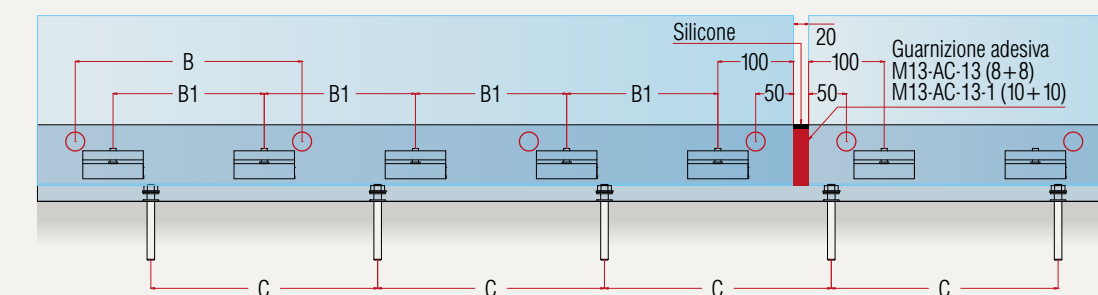 Silicone
20
Guarnizione adesiva
M13-AC-13 (8+8)
M13-AC-13-1 (10+10)
B
100
100
B1
B1
B1
B1
50
50
C
C
C
C